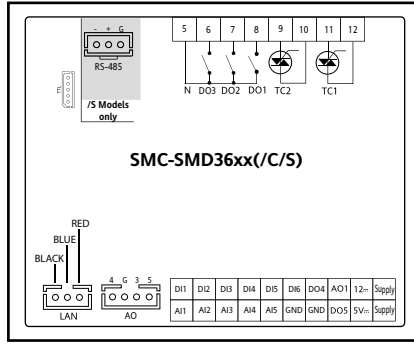 - + G
5 6 7 8 9 10 11 12
RS-485
N DO3 DO2 DO1 TC2 TC1
E
/S Models
only
SMC-SMD36xx(/C/S)
RED
BLUE
BLACK
4 G 3 5
LAN
AO
DI1 DI2 DI3 DI4 DI5 DI6 DO4 AO1 12⎓ Supply
AI1 AI2 AI3 AI4 AI5 GND GND DO5 5V⎓ Supply